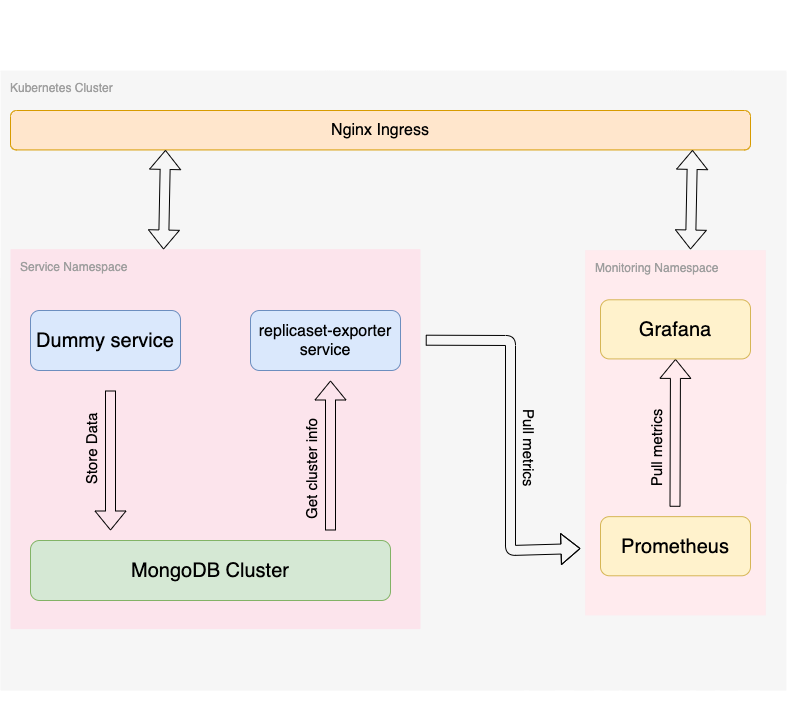 Kubernetes Cluster
Nginx Ingress
Service Namespace
Dummy service
replicaset-exporter
service
Store Data
Get cluster info
MongoDB Cluster
Pull metrics
Monitoring Namespace
Grafana
Pull metrics
Prometheus